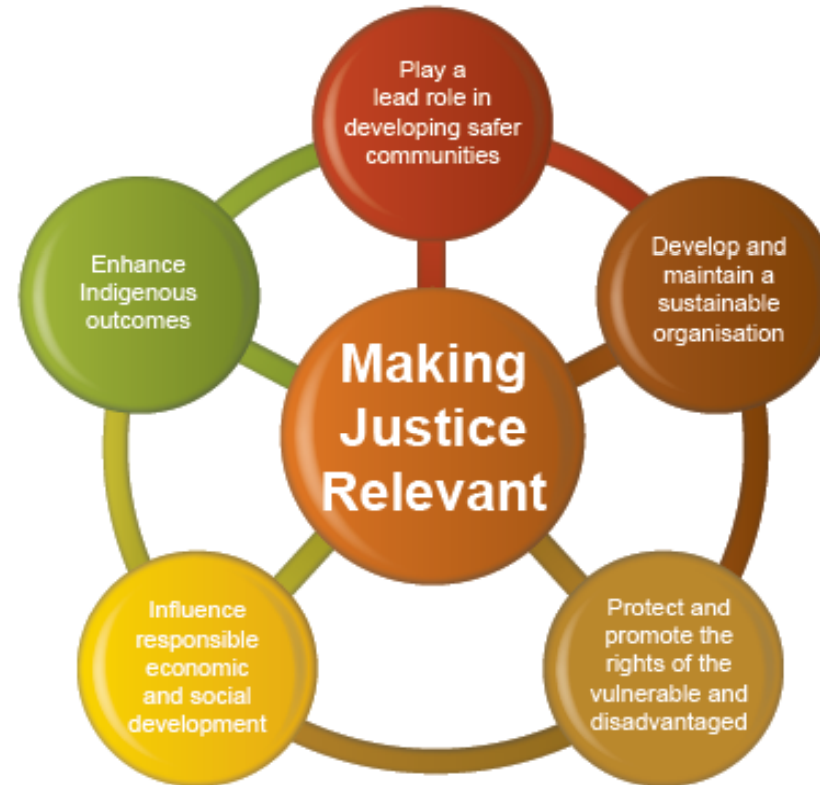 Play a
lead role in
developing safer
communities
Enhance
Indigenous
outcomes
Develop and
maintain a
sustainable
organisation
Making
Justice
Relevant
Influence
responsible
economic
and social
development
Protect and
promote the
rights of the
vulnerable and
disadvantaged